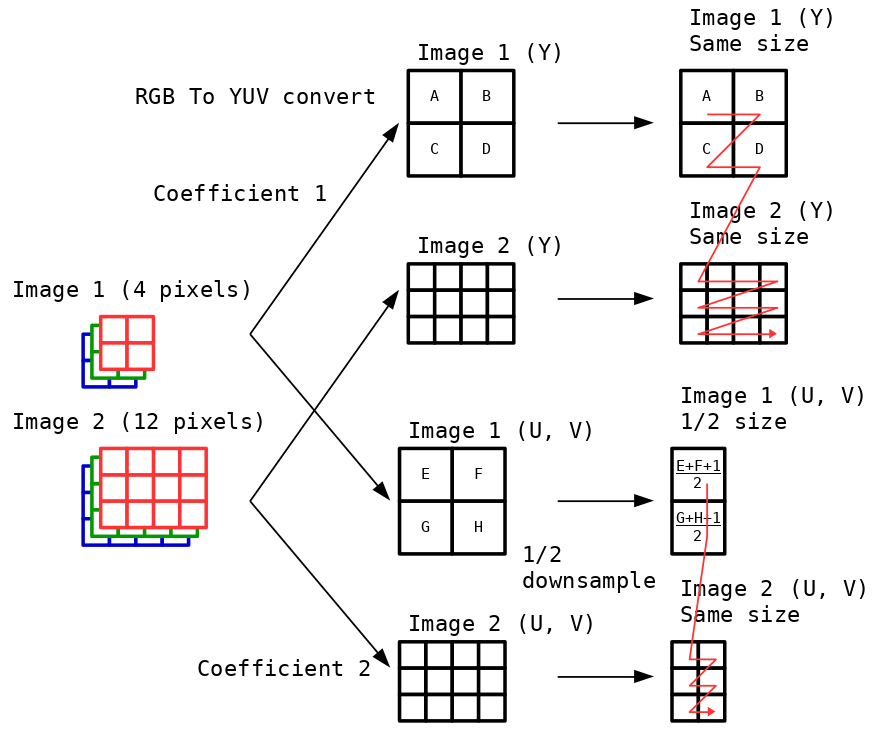 Image 1 (Y)
Same size
Image 1 (Y)
RGB To YUV convert
A B
C D
A B
C D
Coefficient 1
Image 2 (Y)
Same size
Image 2 (Y)
Image 1 (4 pixels)
Image 2 (12 pixels)
Image 1 (U, V)
1/2 size
Image 1 (U, V)
E F
G H
E+F+1
2
G+H+1
2
1/2
downsample
Image 2 (U, V)
Same size
Image 2 (U, V)
Coefficient 2